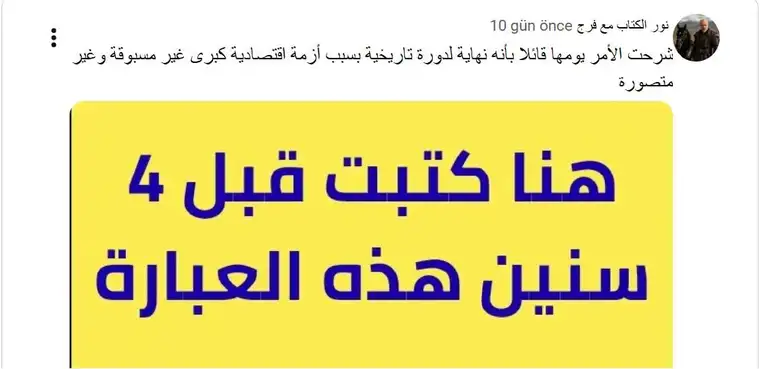 نور الكتاب مع فرج 10 gün önce
شرحت الأمر يومها قائلا بأنه نهاية لدورة تاريخية بسبب أزمة اقتصادية كبرى غير مسبوقة وغير
متصورة
هنا كتبت قبل 4
سنين هذه العبارة